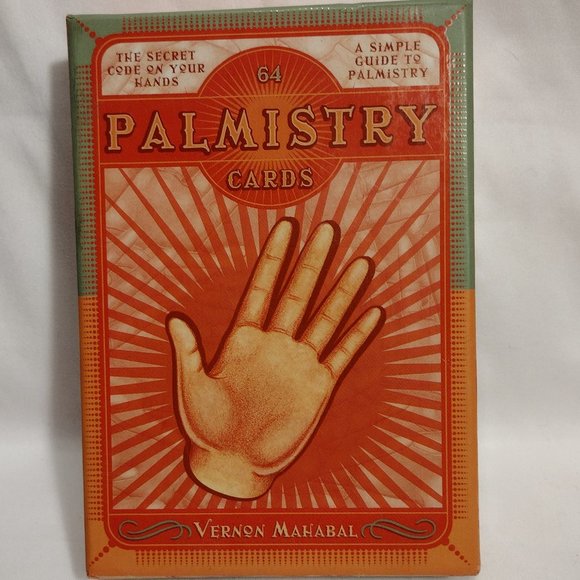 THE SECRET
CODE ON YOUR
HANDS
A SIMPLE
GUIDE TO
PALMISTRY
64
PALMISTRY
CARDS
VERNON MAHABAL